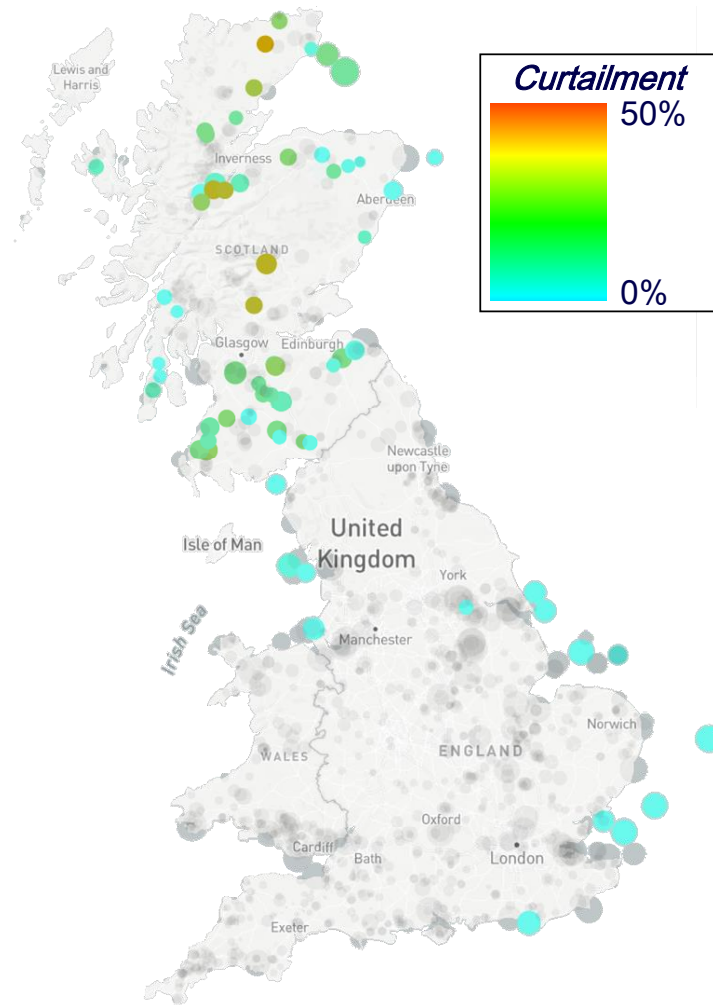 Curtailment
50%
0%
Lewis and
Harris
Inverness
Aberdeen
SCOTLAND
Glasgow
Edinburgh
Newcastle
upon Tyne
United
Kingdom
Isle of Man
York
Irish Sea
Manchester
Norwich
WALES
ENGLAND
Oxford
Cardiff
London
Bath
Exeter